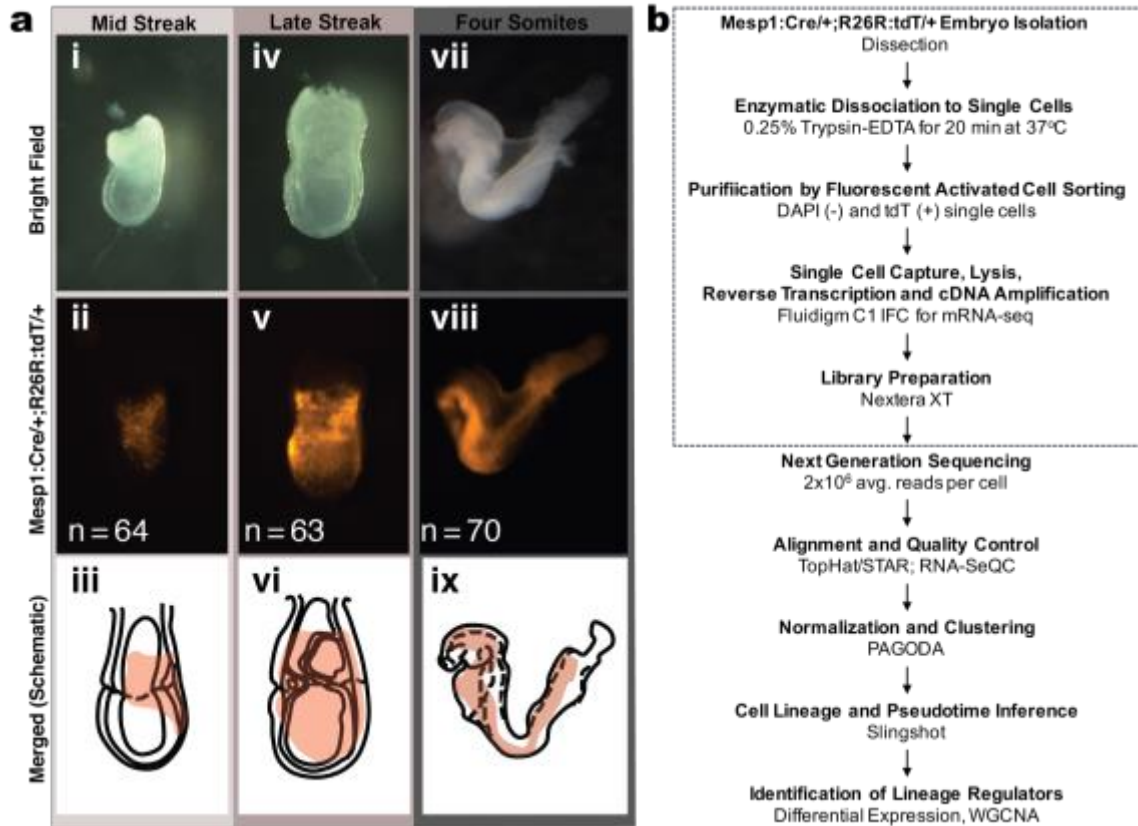 a
Mid Streak
Late Streak
Four Somites
Bright Field
i
iv
vii
Mesp1:Cre/+;R26R:tdT/+
ii
v
viii
n = 64
n = 63
n = 70
Merged (Schematic)
iii
vi
ix
b
Mesp1:Cre/+;R26R:tdT/+ Embryo Isolation
Dissection
Enzymatic Dissociation to Single Cells
0.25% Trypsin-EDTA for 20 min at 37⁰C
Purifiication by Fluorescent Activated Cell Sorting
DAPI (-) and tdT (+) single cells
Single Cell Capture, Lysis,
Reverse Transcription and cDNA Amplification
Fluidigm C1 IFC for mRNA-seq
Library Preparation
Nextera XT
Next Generation Sequencing
2x10⁶ avg. reads per cell
Alignment and Quality Control
TopHat/STAR; RNA-SeQC
Normalization and Clustering
PAGODA
Cell Lineage and Pseudotime Inference
Slingshot
Identification of Lineage Regulators
Differential Expression, WGCNA